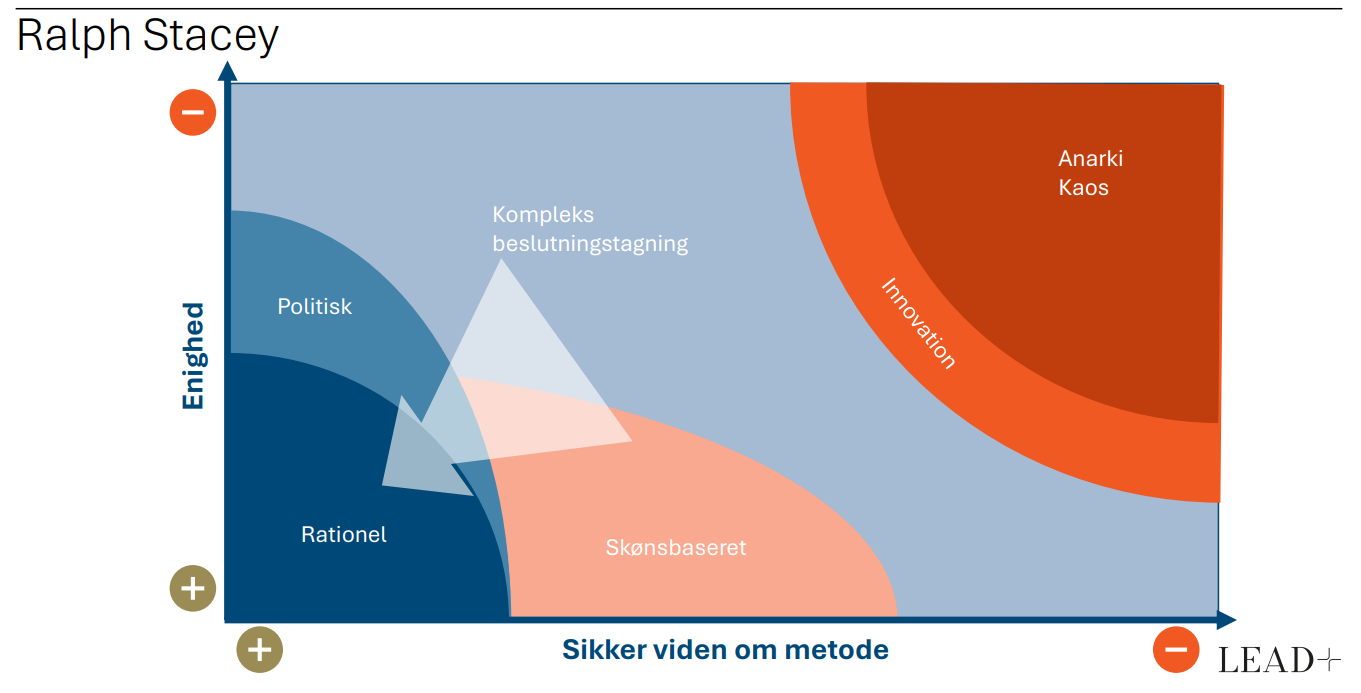 Ralph Stacey
Anarki
Kaos
Kompleks
beslutningstagning
Politisk
Innovation
Enighed
Rationel
Skønsbaseret
Sikker viden om metode
LEAD+